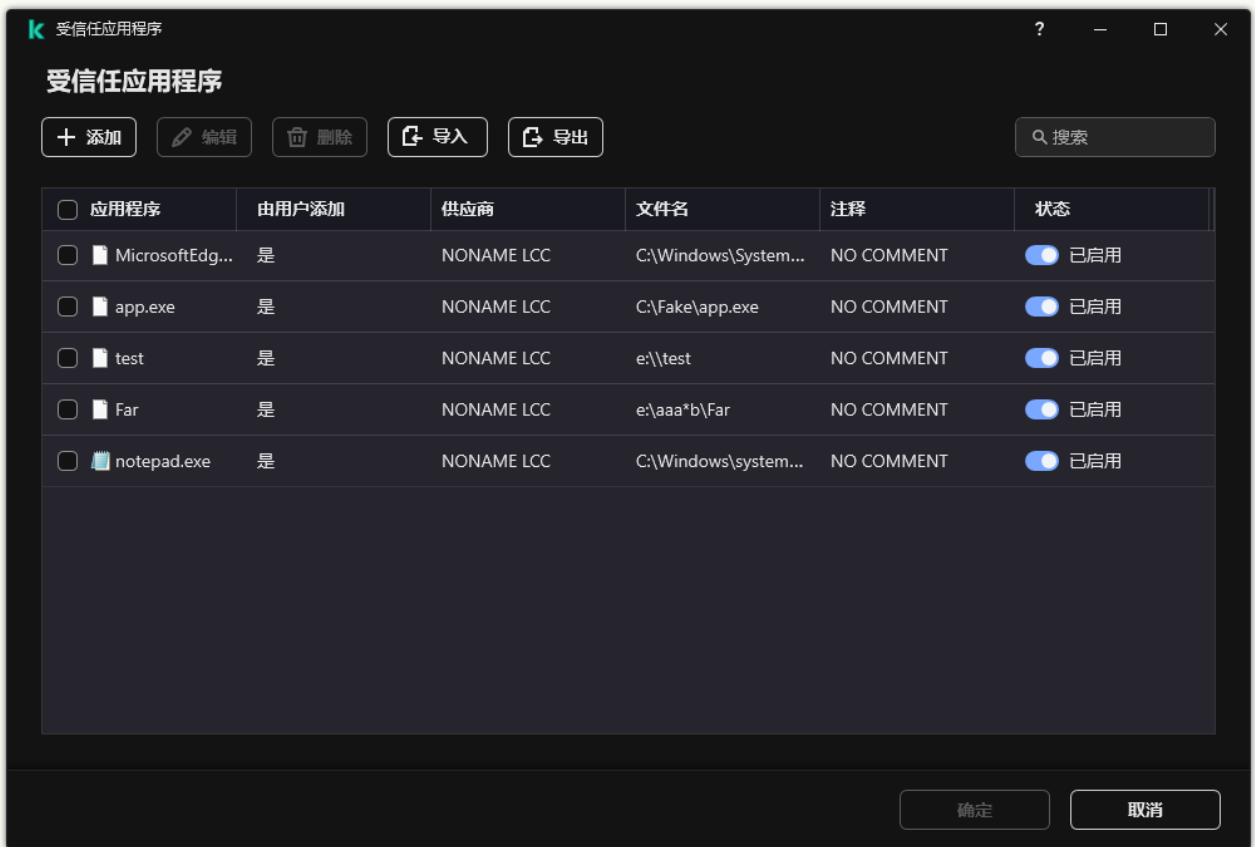 受信任应用程序 ?
受信任应用程序
添加 编辑 删除 导入 导出 搜索
应用程序 由用户添加 供应商 文件名 注释 状态
MicrosoftEdg... 是 NONAME LCC C:\Windows\System... NO COMMENT 已启用
app.exe 是 NONAME LCC C:\Fake\app.exe NO COMMENT 已启用
test 是 NONAME LCC e:\\test NO COMMENT 已启用
Far 是 NONAME LCC e:\aaa*b\Far NO COMMENT 已启用
notepad.exe 是 NONAME LCC C:\Windows\system... NO COMMENT 已启用
确定 取消